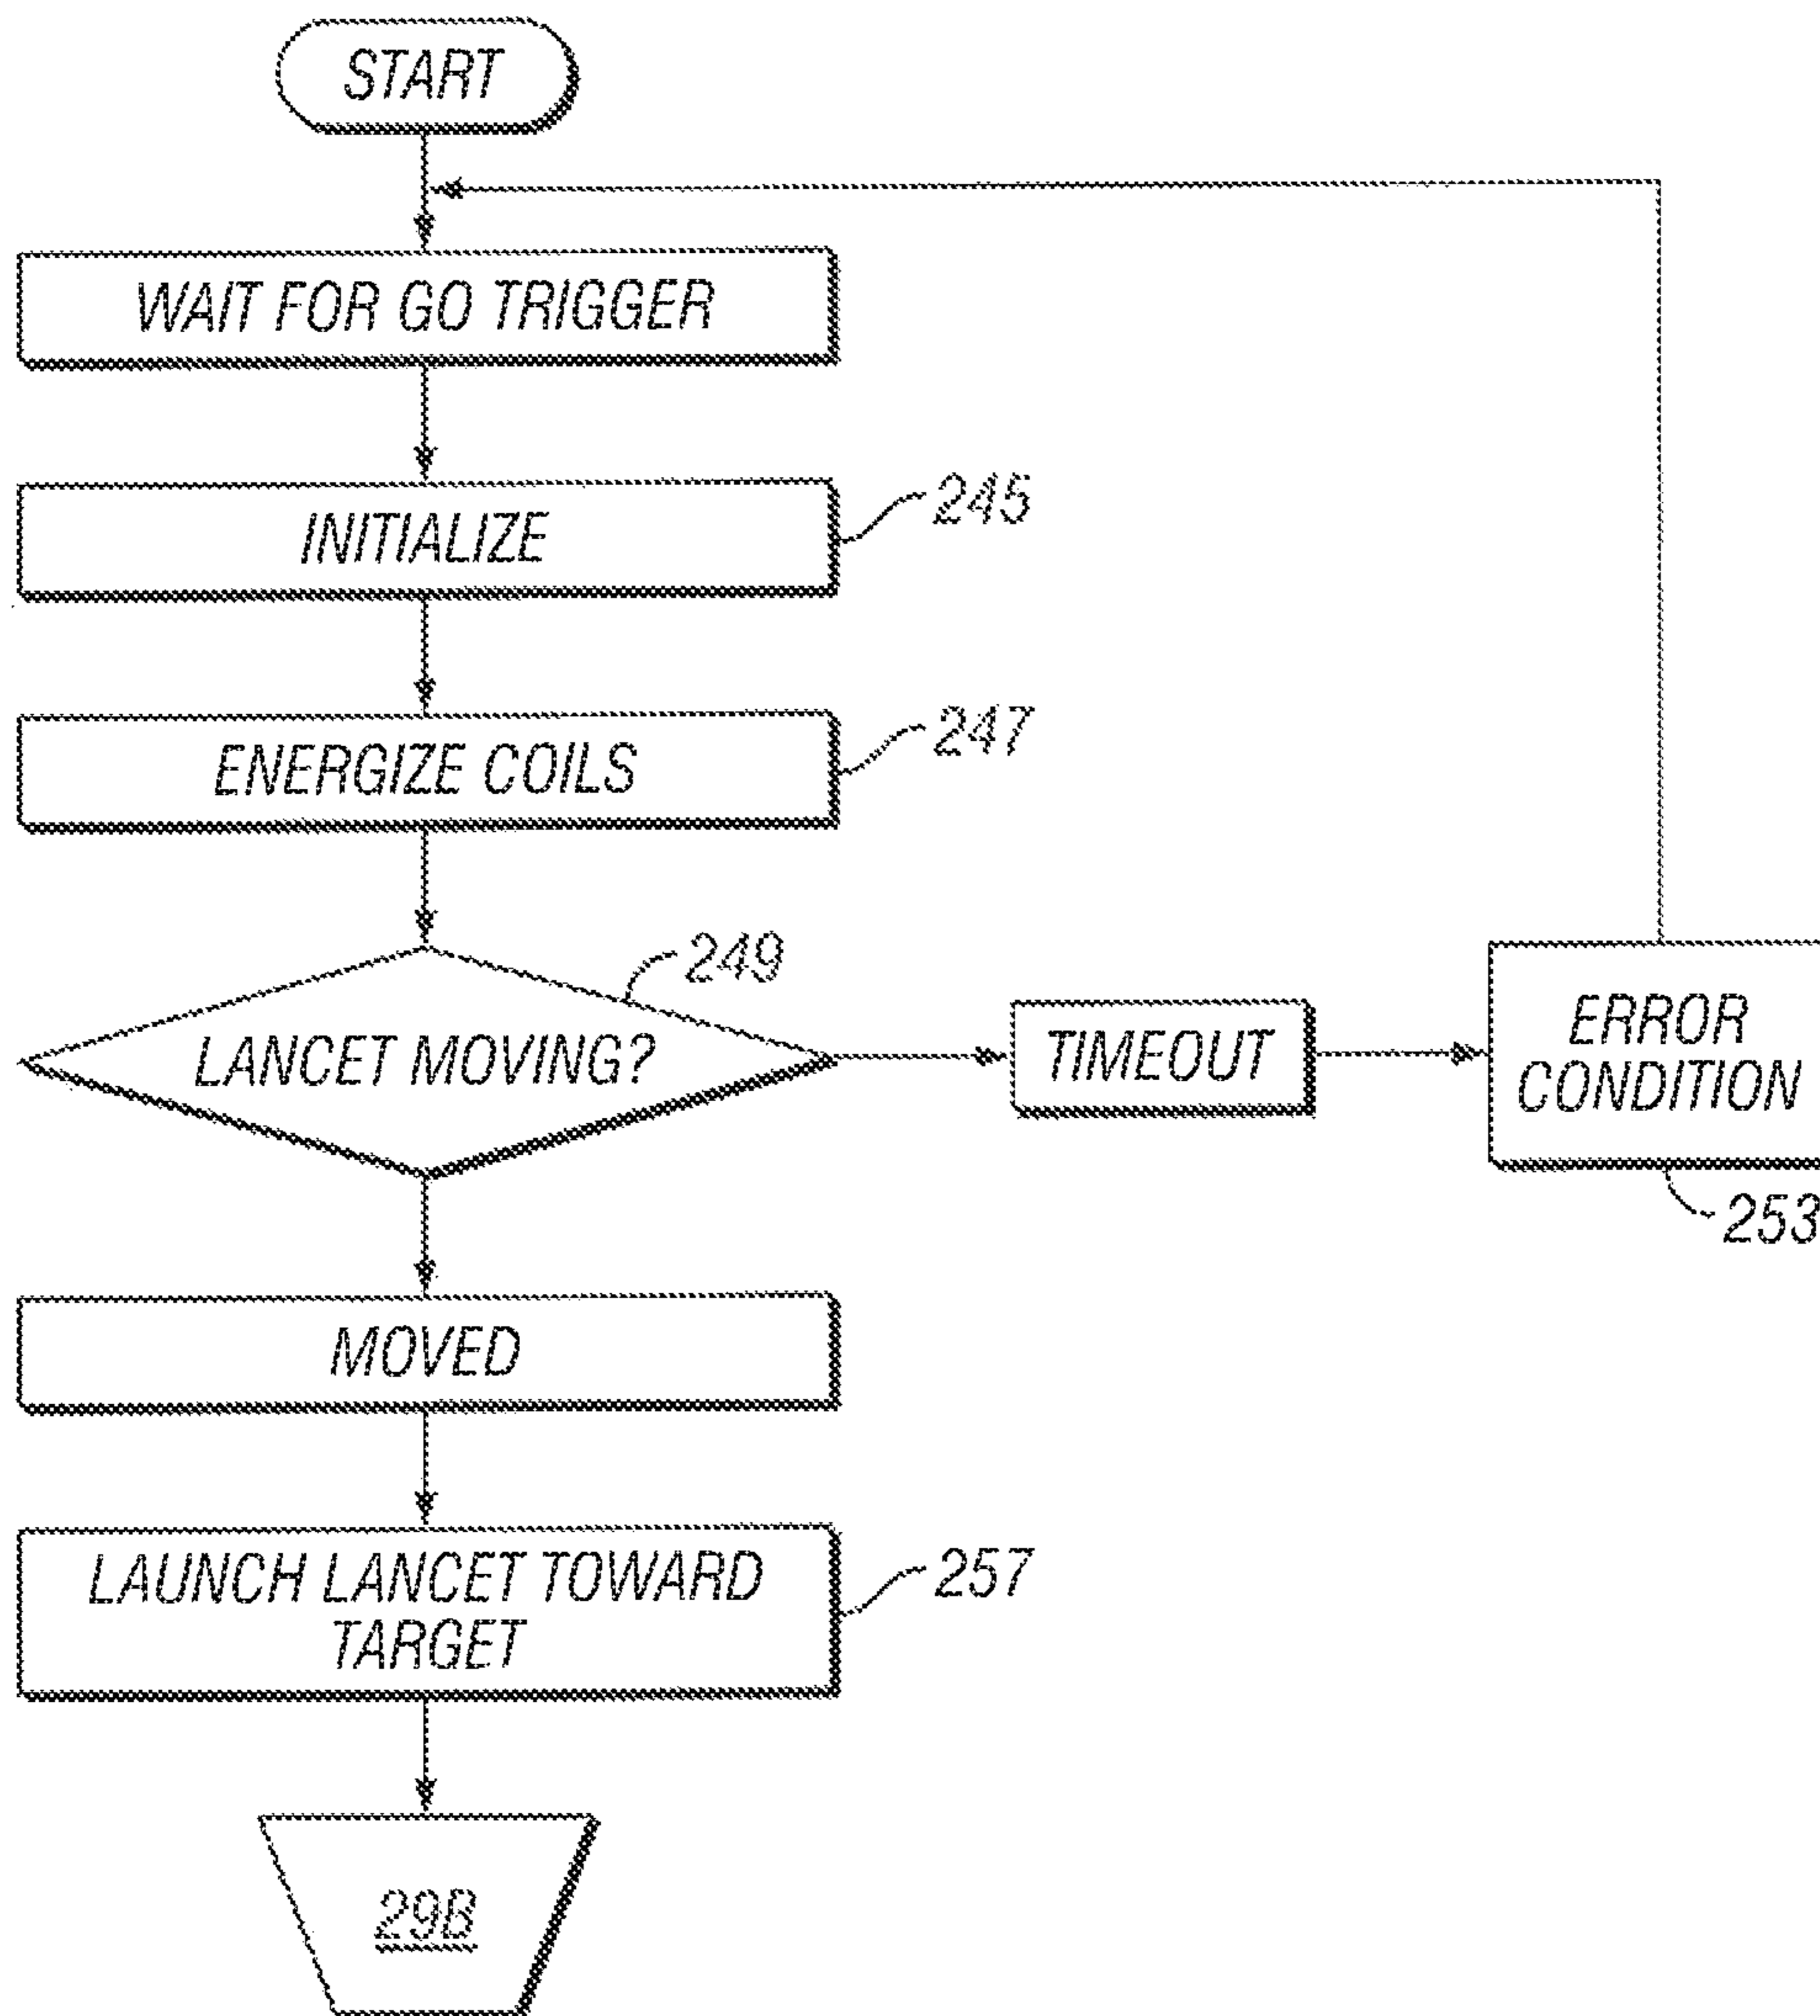 START
WAIT FOR GO TRIGGER
INITIALIZE
245
ENERGIZE COILS
247
249
LANCET MOVING?
TIMEOUT
ERROR
CONDITION
253
MOVED
LAUNCH LANCET TOWARD
TARGET
257
29B